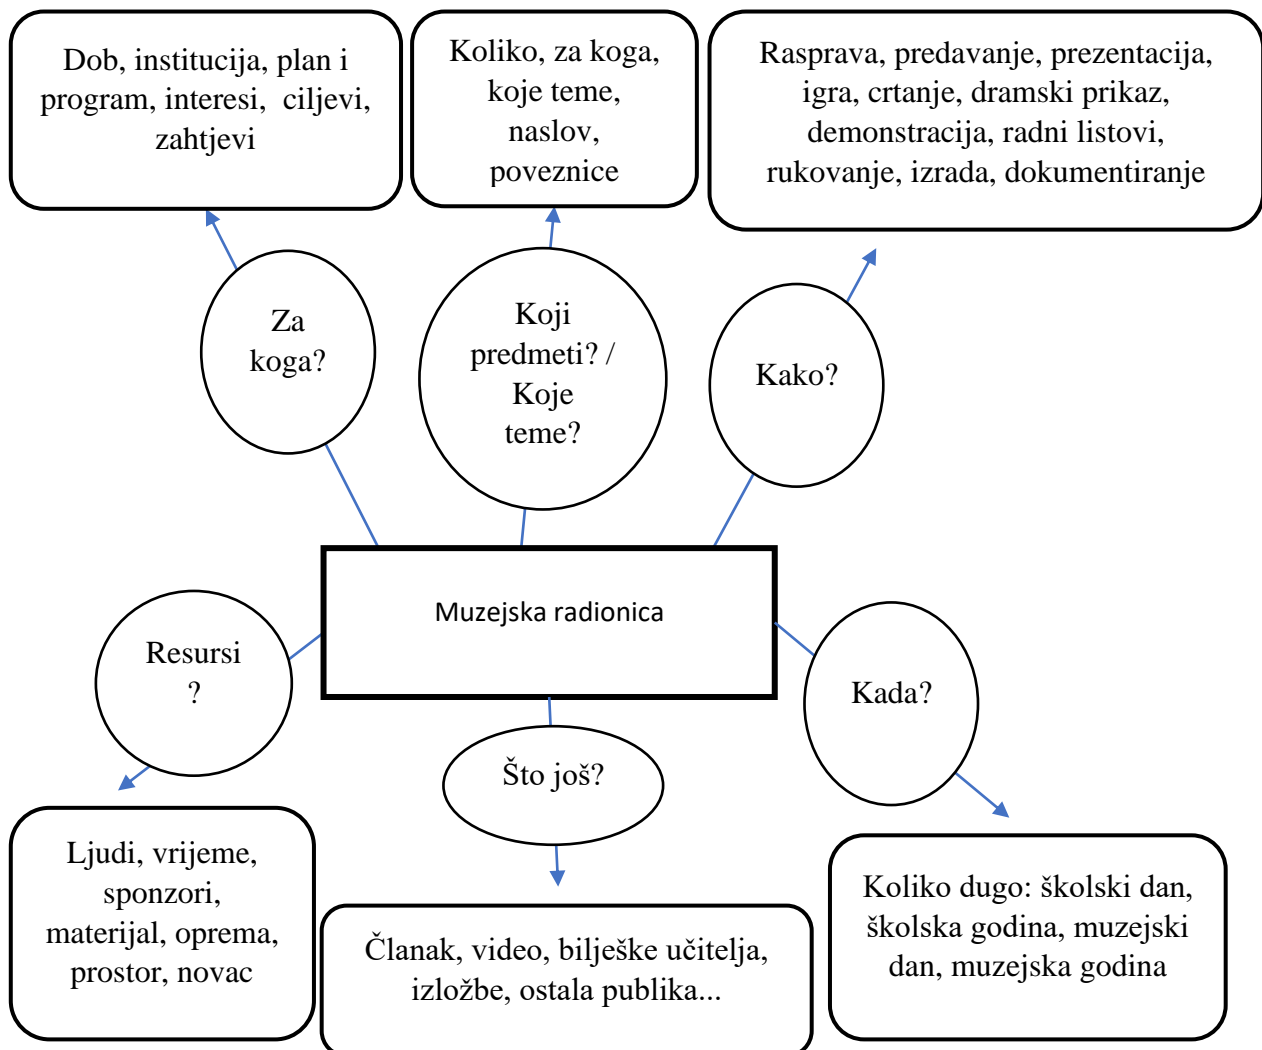 Dob, institucija, plan i
program, interesi, ciljevi,
zahtjevi
Koliko, za koga,
koje teme,
naslov,
poveznice
Rasprava, predavanje, prezentacija,
igra, crtanje, dramski prikaz,
demonstracija, radni listovi,
rukovanje, izrada, dokumentiranje
Za
koga?
Koji
predmeti? /
Koje
teme?
Kako?
Muzejska radionica
Resursi
?
Što još?
Kada?
Ljudi, vrijeme,
sponzori,
materijal, oprema,
prostor, novac
Članak, video, bilješke učitelja,
izložbe, ostala publika...
Koliko dugo: školski dan,
školska godina, muzejski
dan, muzejska godina